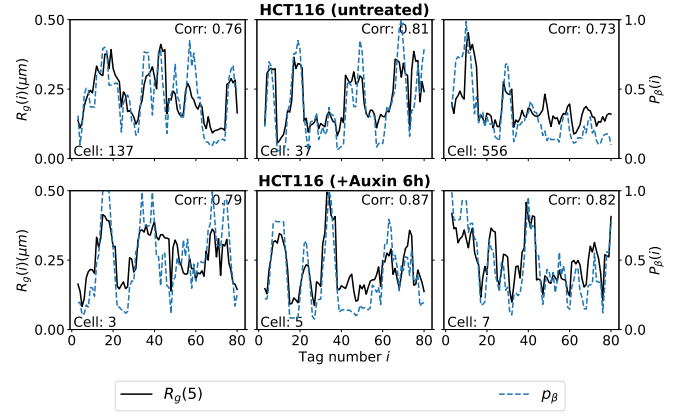 HCT116 (untreated)
0.50
0.25
0.00
R_g(i)(μm)
Corr: 0.76
Cell: 137
Corr: 0.81
Cell: 37
Corr: 0.73
Cell: 556
1.0
0.5
0.0
P_β(i)
HCT116 (+Auxin 6h)
0.50
0.25
0.00
R_g(i)(μm)
Corr: 0.79
Cell: 3
Corr: 0.87
Cell: 5
Corr: 0.82
Cell: 7
1.0
0.5
0.0
P_β(i)
0 20 40 60 80 0 20 40 60 80 0 20 40 60 80
Tag number i
R_g(5) p_β